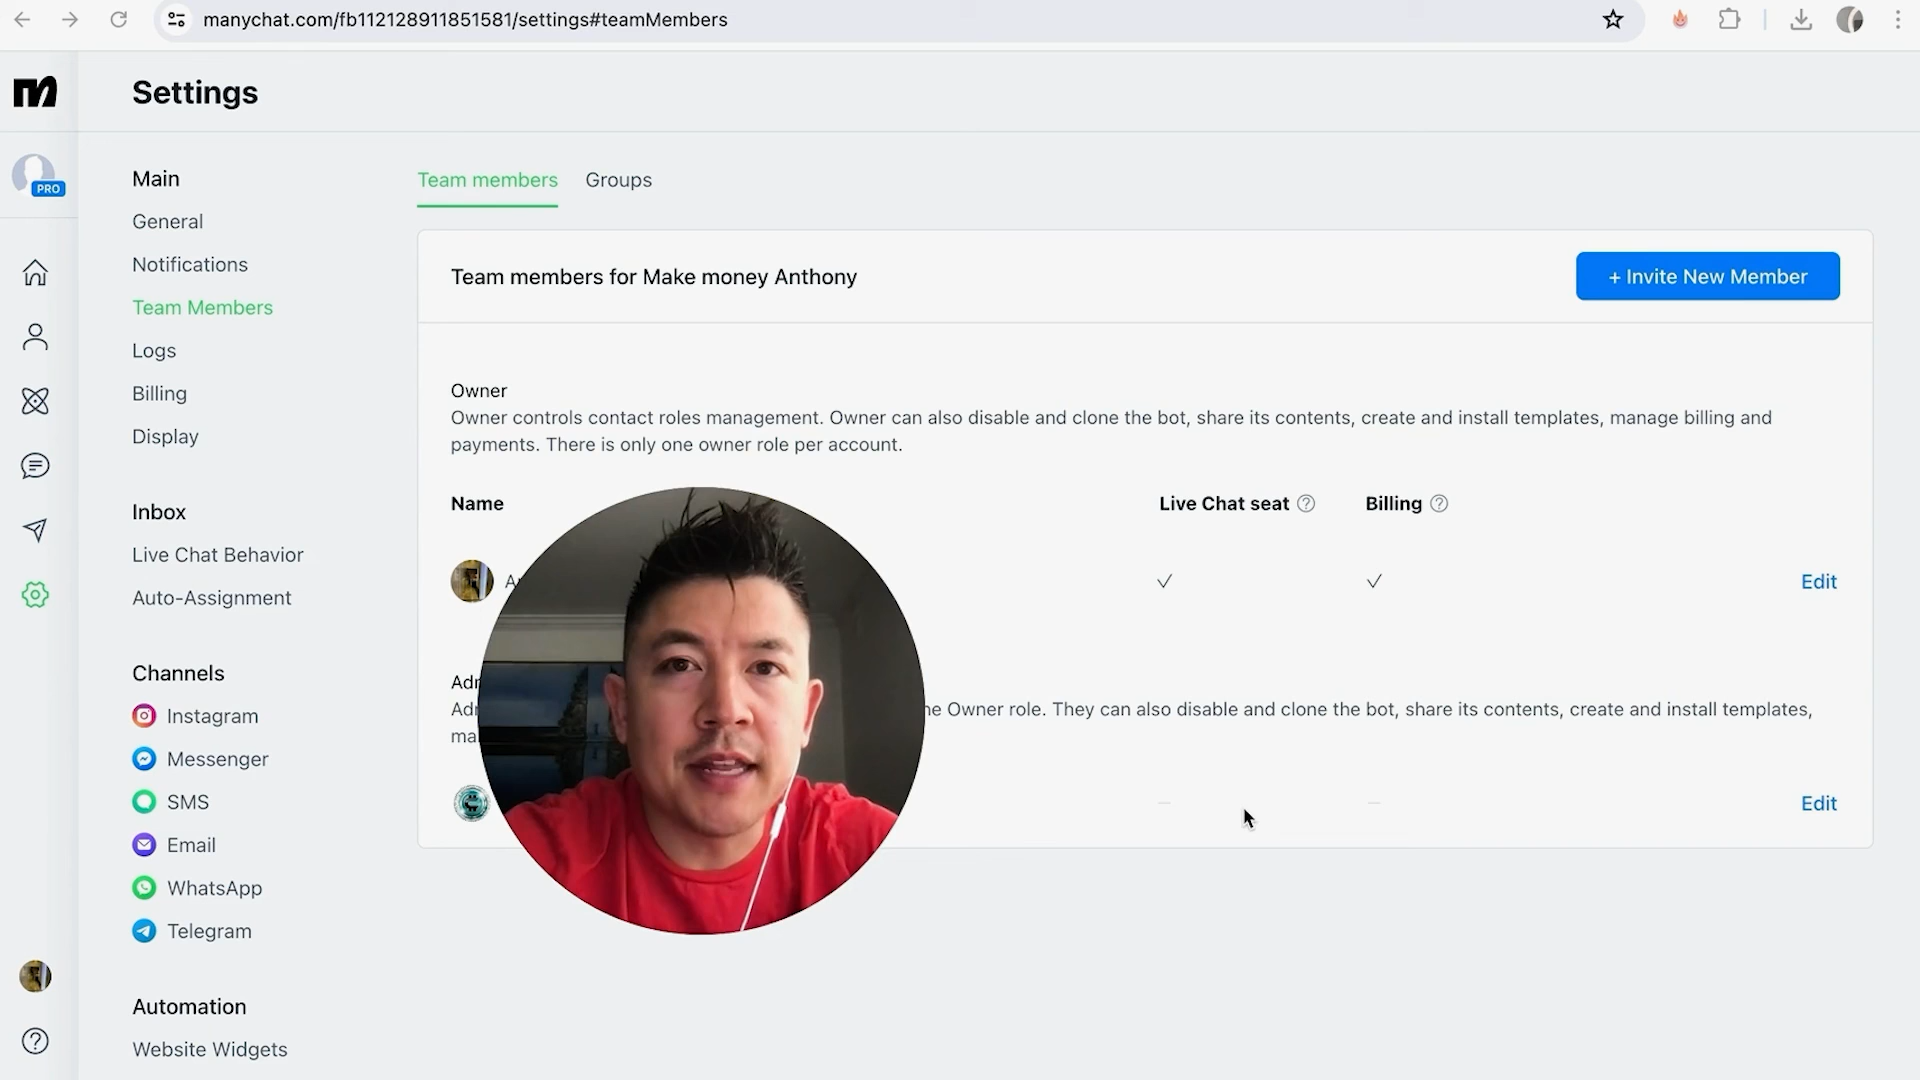 manychat.com/fb112128911851581/settings#teamMembers
Settings
PRO
Main
General
Notifications
Team Members
Logs
Billing
Display
Inbox
Live Chat Behavior
Auto-Assignment
Channels
Instagram
Messenger
SMS
Email
WhatsApp
Telegram
Automation
Website Widgets
Team members Groups
Team members for Make money Anthony
+ Invite New Member
Owner
Owner controls contact roles management. Owner can also disable and clone the bot, share its contents, create and install templates, manage billing and
payments. There is only one owner role per account.
Name Live Chat seat Billing
Edit
Owner role. They can also disable and clone the bot, share its contents, create and install templates,
Edit